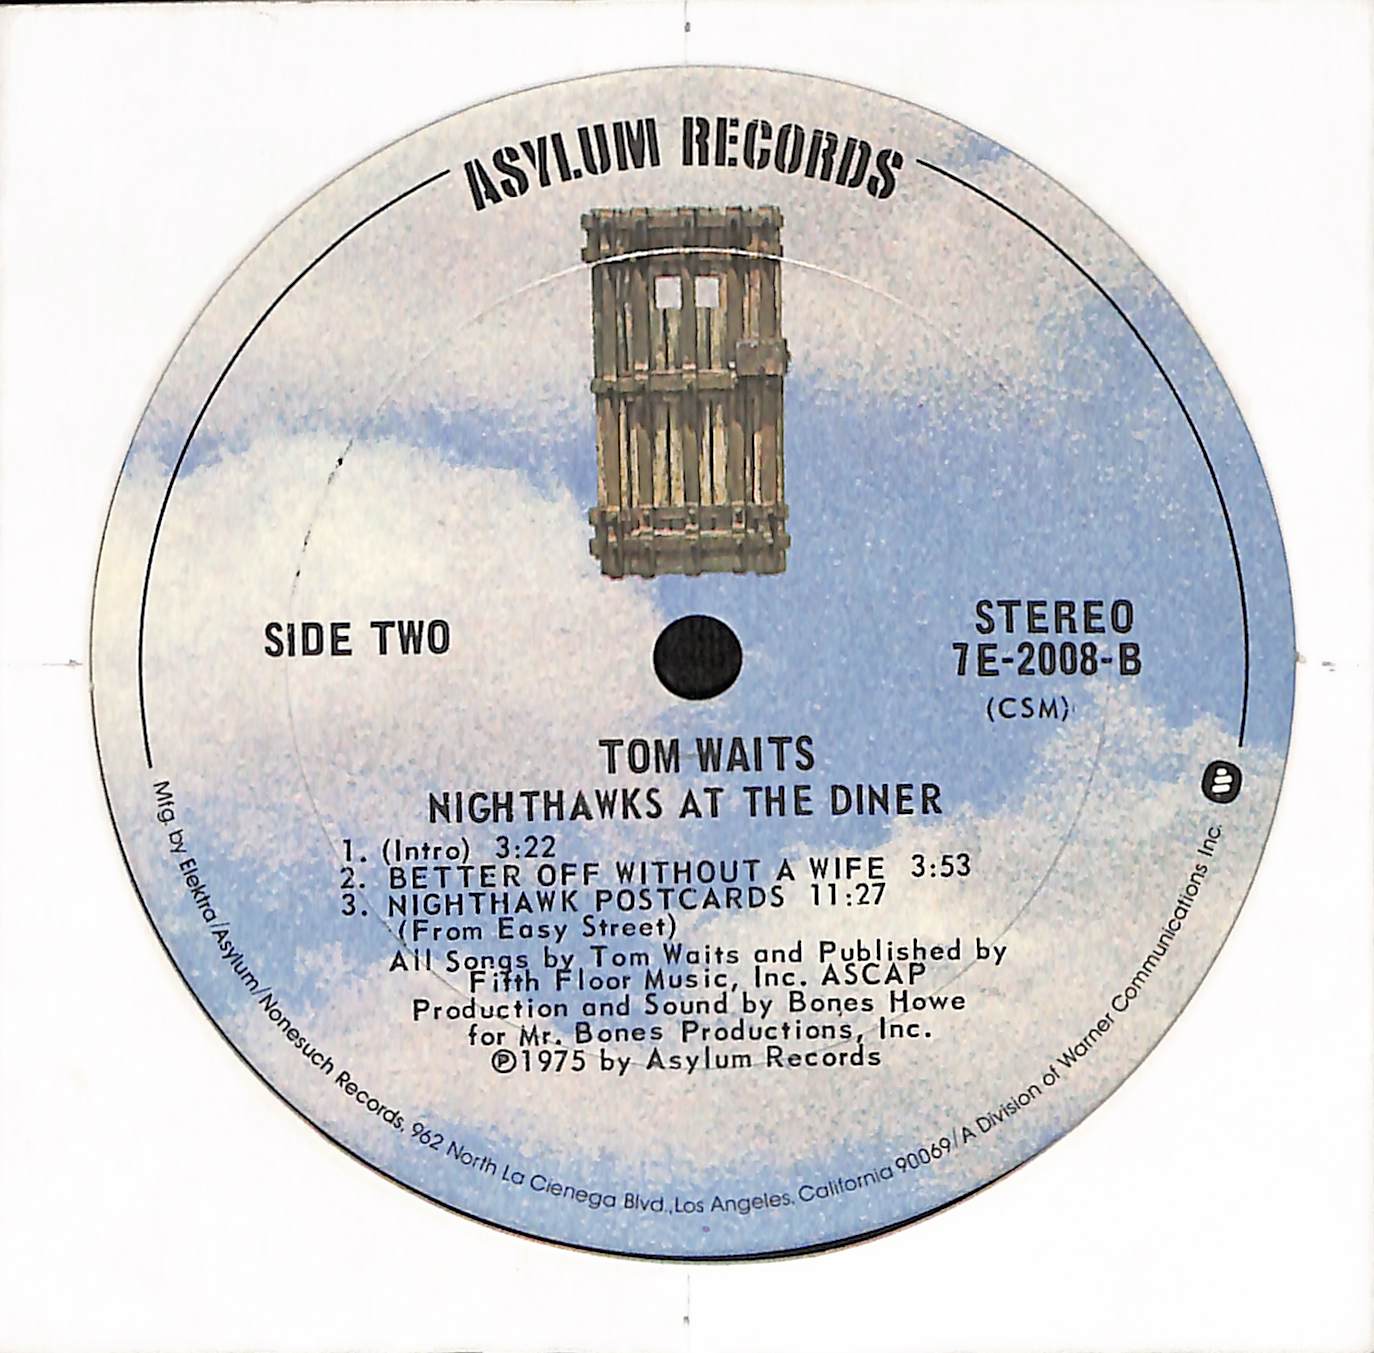 ASYLUM RECORDS
SIDE TWO
STEREO
7E-2008-B
(CSM)
TOM WAITS
NIGHTHAWKS AT THE DINER
1. (Intro) 3:22
2. BETTER OFF WITHOUT A WIFE 3:53
3. NIGHTHAWK POSTCARDS 11:27
(From Easy Street)
All Songs by Tom Waits and Published by
Fifth Floor Music, Inc. ASCAP
Production and Sound by Bones Howe
for Mr. Bones Productions, Inc.
℗1975 by Asylum Records
Mfg. by Elektra/Asylum/Nonesuch Records, 962 North La Cienega Blvd., Los Angeles, California 90069/A Division of Warner Communications Inc.